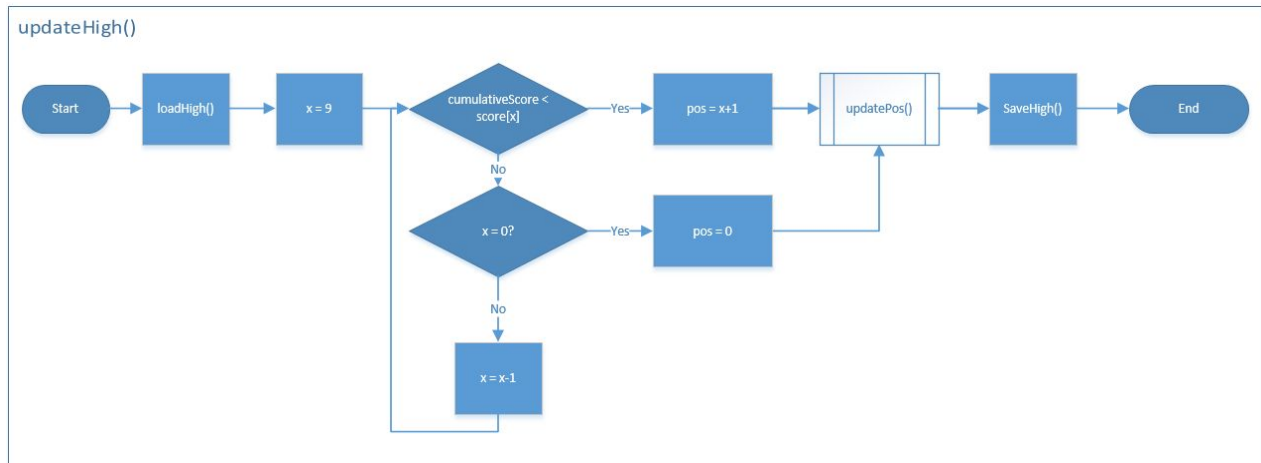 updateHigh()
Start
loadHigh()
x = 9
cumulativeScore <
score[x]
Yes
pos = x+1
updatePos()
SaveHigh()
End
No
x = 0?
Yes
pos = 0
No
x = x-1